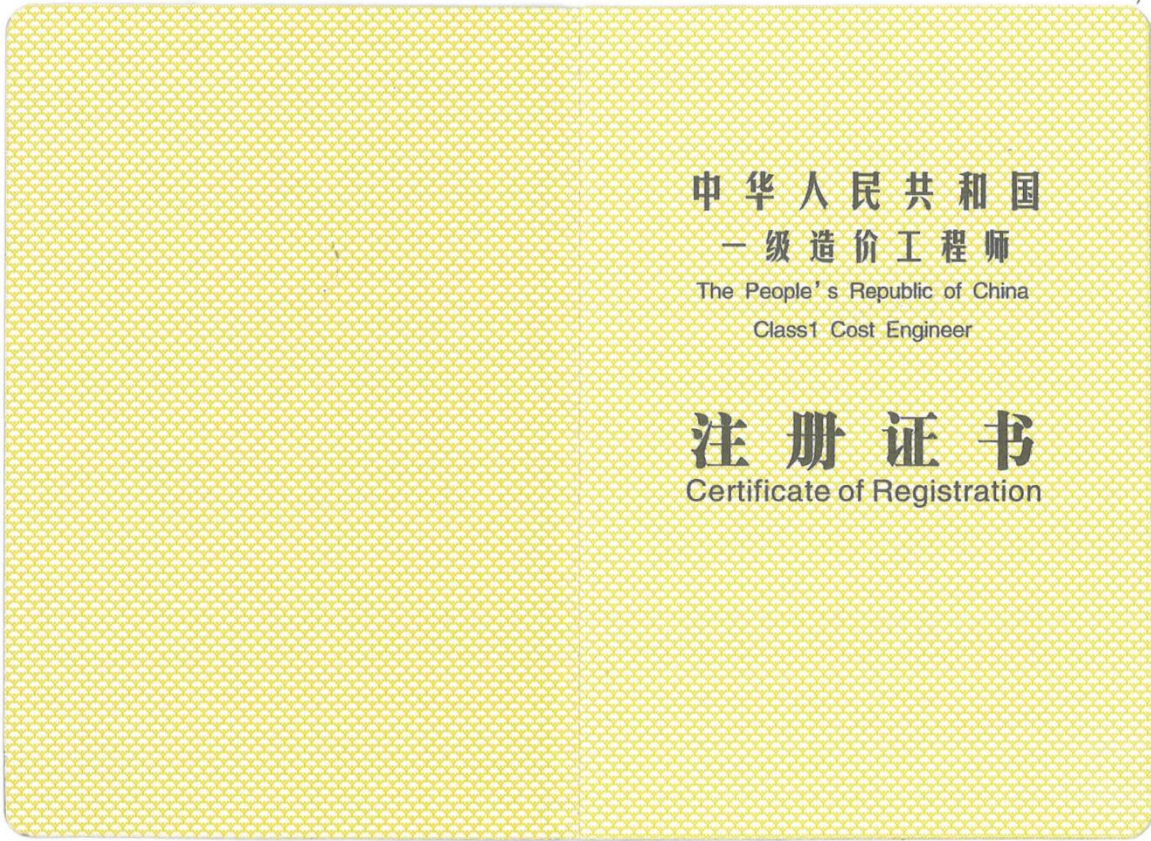 中华人民共和国
一级造价工程师
The People's Republic of China
Class1 Cost Engineer
注册证书
Certificate of Registration